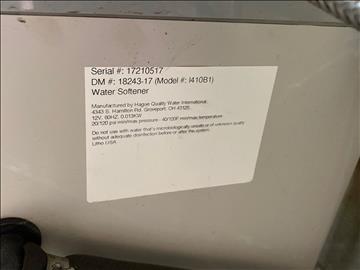 Serial #: 17210517
DM #: 18243-17 (Model #: I410B1)
Water Softener
Manufactured by Hague Quality Water International
4343 S. Hamilton Rd. Groveport, OH 43125
12V, 60HZ, 0.013KW
20/120 psi min/max pressure - 40/100F min/max temperature
Do not use with water that's microbiologically unsafe or of unknown quality
without adequate disinfection before or after the system.
Litho USA